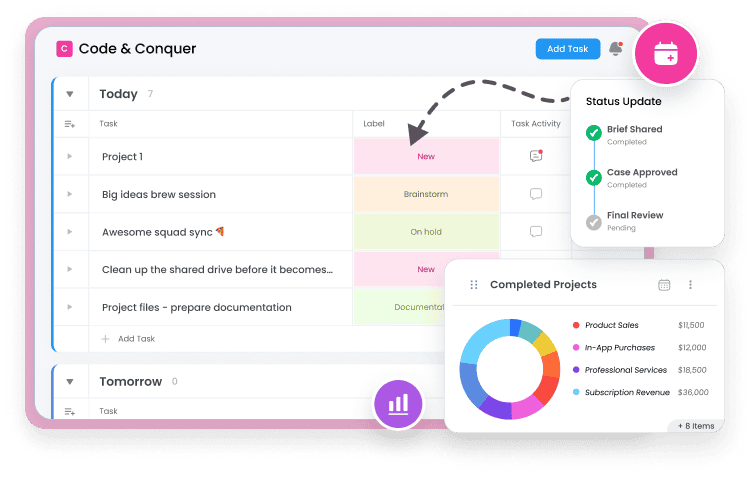 C Code & Conquer
Add Task
Today 7
Task Label Task Activity
Project 1 New
Big ideas brew session Brainstorm
Awesome squad sync On hold
Clean up the shared drive before it becomes... New
Project files - prepare documentation Documentat
Add Task
Tomorrow 0
Task
Status Update
Brief Shared
Completed
Case Approved
Completed
Final Review
Pending
Completed Projects
Product Sales $11,500
In-App Purchases $12,000
Professional Services $18,500
Subscription Revenue $36,000
+ 8 Items